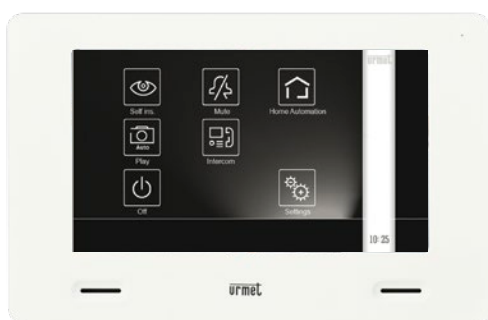 urmet
Self ins.
Mute
Home Automation
AUTO
Play
Intercom
Off
Settings
10:25
urmet